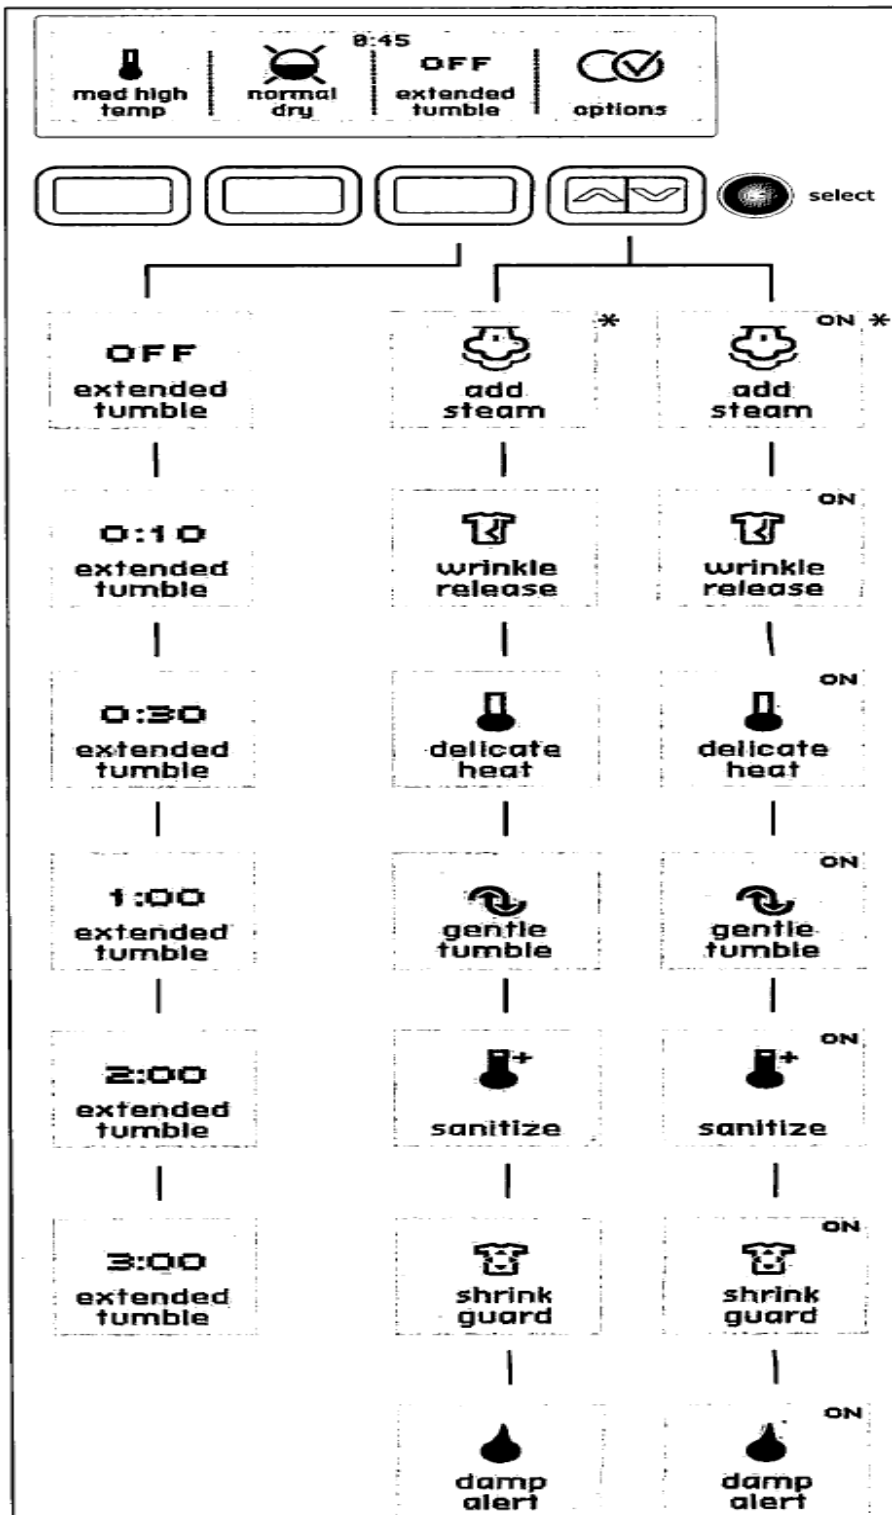 0:45
med high temp
normal dry
OFF extended tumble
options
select
OFF
extended
tumble
*
add
steam
ON *
add
steam
0:10
extended
tumble
wrinkle
release
ON
wrinkle
release
0:30
extended
tumble
delicate
heat
ON
delicate
heat
1:00
extended
tumble
gentle
tumble
ON
gentle
tumble
2:00
extended
tumble
+
sanitize
ON
+
sanitize
3:00
extended
tumble
shrink
guard
ON
shrink
guard
damp
alert
ON
damp
alert